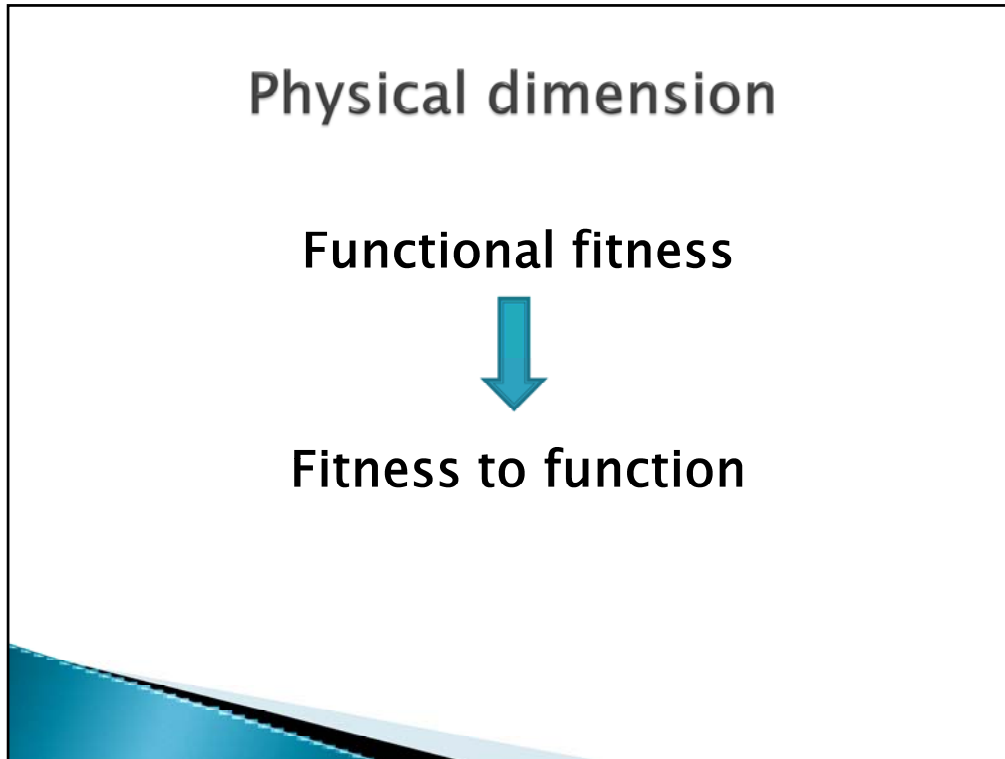 Physical dimension
Functional fitness
Fitness to function